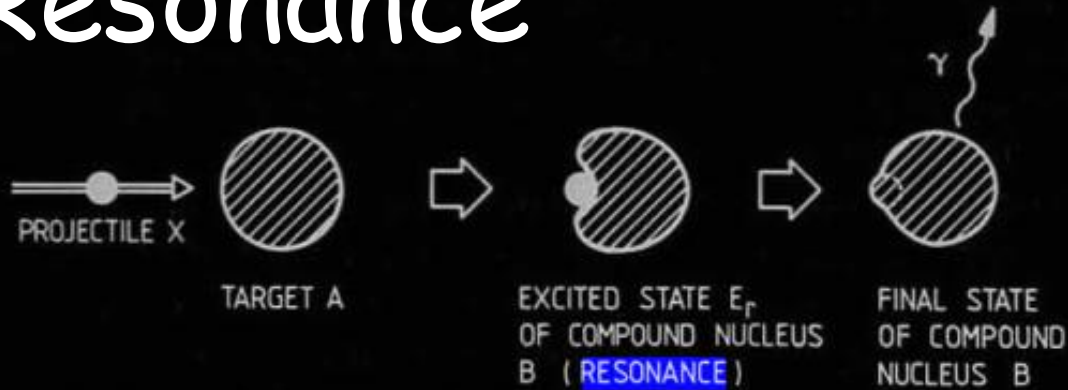 Resonance
γ
PROJECTILE X
TARGET A
EXCITED STATE Er
OF COMPOUND NUCLEUS
B (RESONANCE)
FINAL STATE
OF COMPOUND
NUCLEUS B